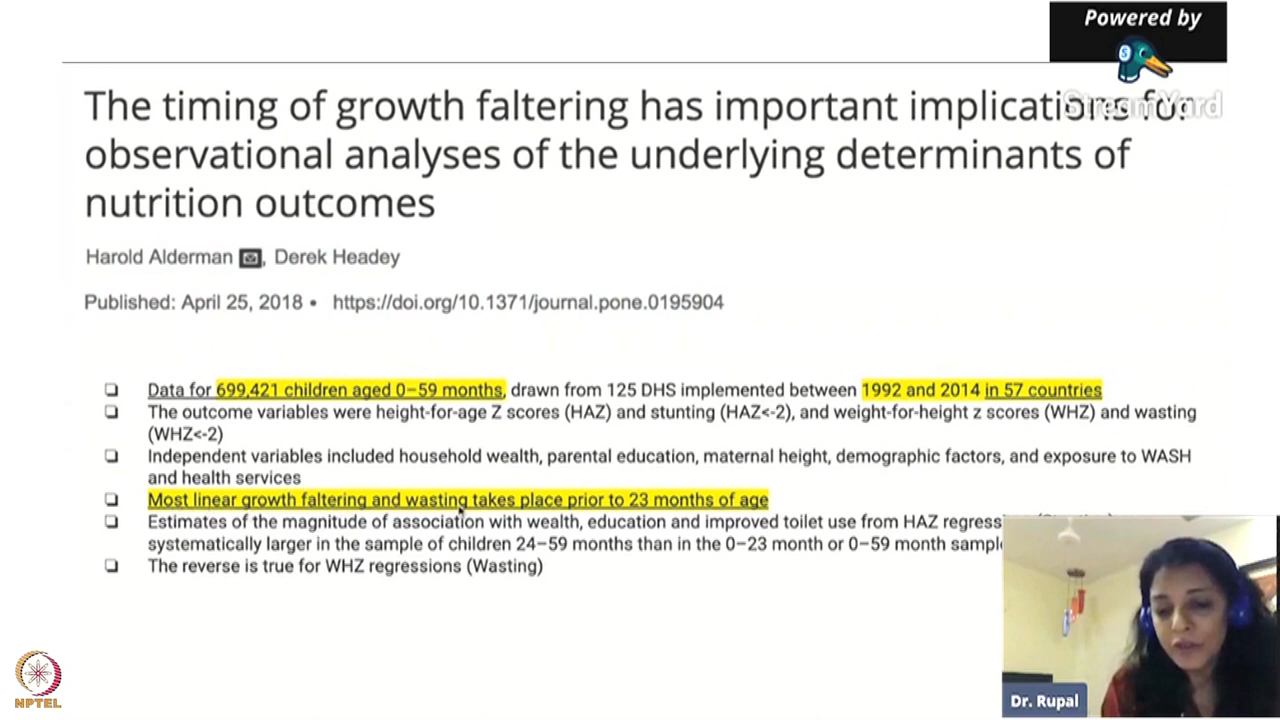 Powered by
StreamYard
The timing of growth faltering has important implications for
observational analyses of the underlying determinants of
nutrition outcomes
Harold Alderman , Derek Headey
Published: April 25, 2018 • https://doi.org/10.1371/journal.pone.0195904
❑ Data for 699,421 children aged 0–59 months, drawn from 125 DHS implemented between 1992 and 2014 in 57 countries
❑ The outcome variables were height-for-age Z scores (HAZ) and stunting (HAZ<-2), and weight-for-height z scores (WHZ) and wasting
(WHZ<-2)
❑ Independent variables included household wealth, parental education, maternal height, demographic factors, and exposure to WASH
and health services
❑ Most linear growth faltering and wasting takes place prior to 23 months of age
❑ Estimates of the magnitude of association with wealth, education and improved toilet use from HAZ
systematically larger in the sample of children 24–59 months than in the 0–23 month or 0–59 month
❑ The reverse is true for WHZ regressions (Wasting)
NPTEL
Dr. Rupal